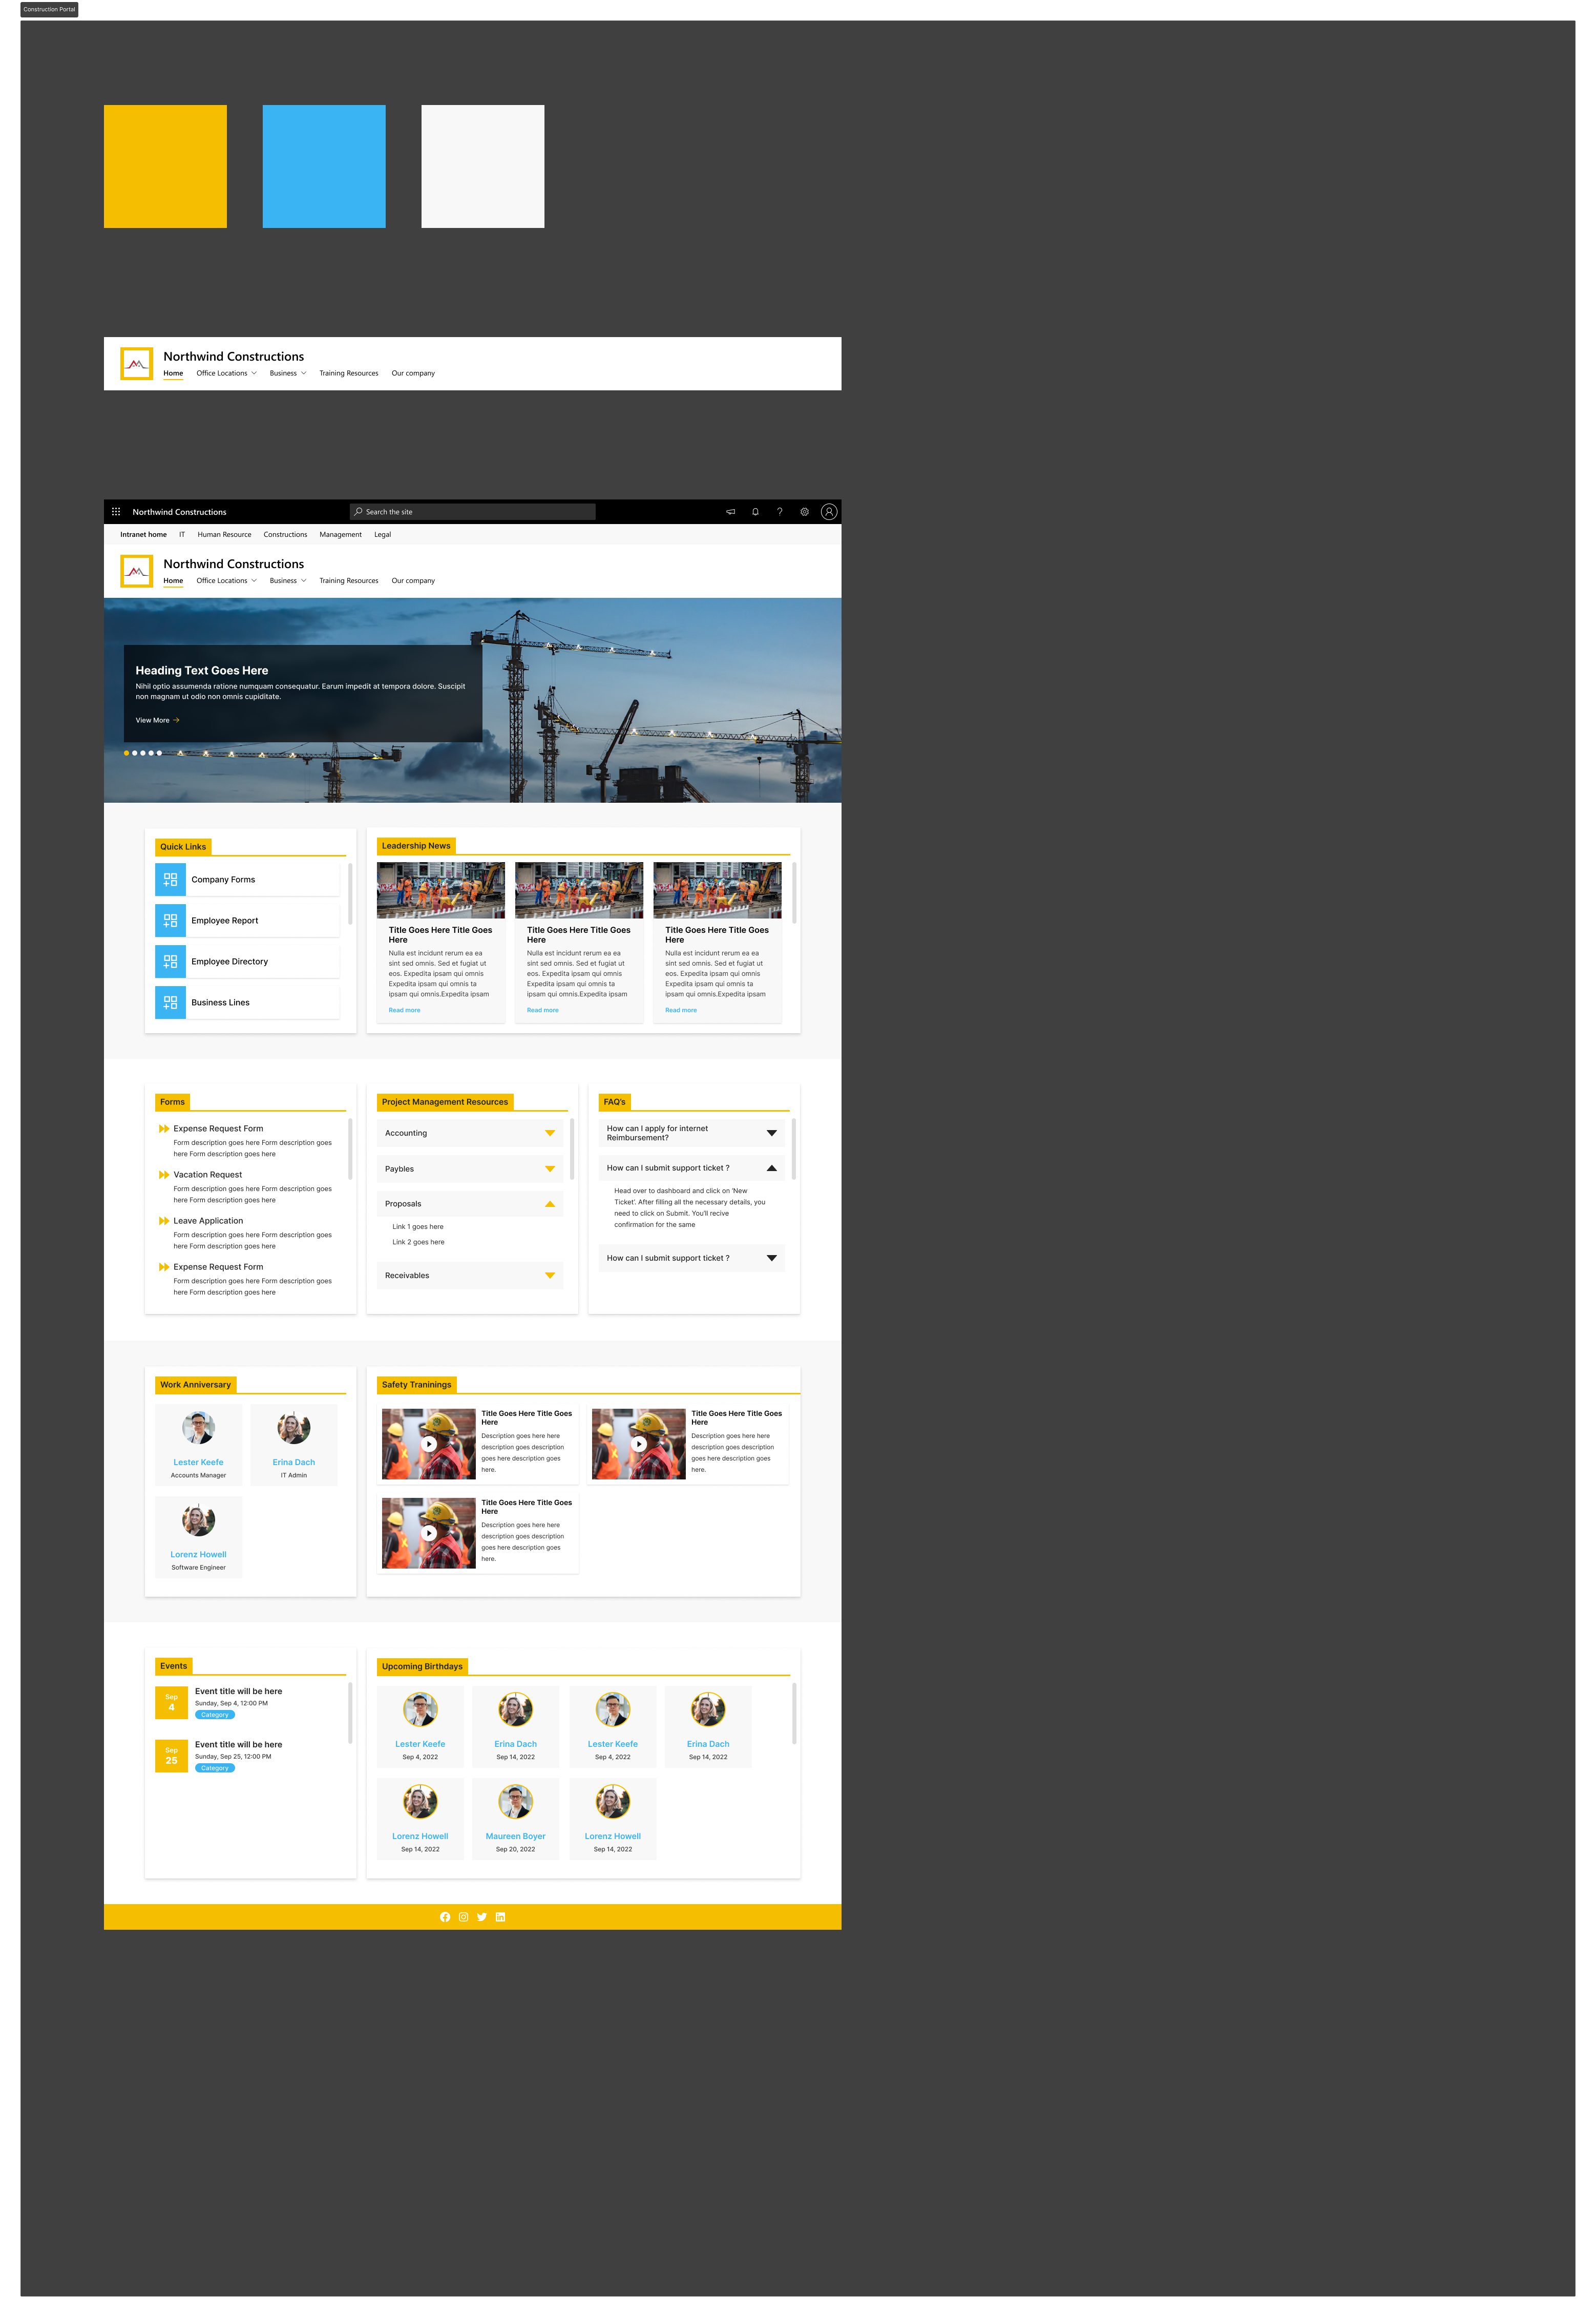 Construction Portal
Northwind Constructions
Home Office Locations Business Training Resources Our company
Northwind Constructions Search the site
Intranet home IT Human Resource Constructions Management Legal
Northwind Constructions
Home Office Locations Business Training Resources Our company
Heading Text Goes Here
Nihil optio assumenda ratione numquam consequatur. Earum impedit at tempora dolore. Suscipit
non magnam ut odio non omnis cupiditate.
View More
Quick Links
Company Forms
Employee Report
Employee Directory
Business Lines
Leadership News
Title Goes Here Title Goes
Here
Nulla est incidunt rerum ea ea
sint sed omnis. Sed et fugiat ut
eos. Expedita ipsam qui omnis
Expedita ipsam qui omnis ta
ipsam qui omnis.Expedita ipsam
Read more
Title Goes Here Title Goes
Here
Nulla est incidunt rerum ea ea
sint sed omnis. Sed et fugiat ut
eos. Expedita ipsam qui omnis
Expedita ipsam qui omnis ta
ipsam qui omnis.Expedita ipsam
Read more
Title Goes Here Title Goes
Here
Nulla est incidunt rerum ea ea
sint sed omnis. Sed et fugiat ut
eos. Expedita ipsam qui omnis
Expedita ipsam qui omnis ta
ipsam qui omnis.Expedita ipsam
Read more
Forms
Expense Request Form
Form description goes here Form description goes
here Form description goes here
Vacation Request
Form description goes here Form description goes
here Form description goes here
Leave Application
Form description goes here Form description goes
here Form description goes here
Expense Request Form
Form description goes here Form description goes
here Form description goes here
Project Management Resources
Accounting
Paybles
Proposals
Link 1 goes here
Link 2 goes here
Receivables
FAQ's
How can I apply for internet
Reimbursement?
How can I submit support ticket ?
Head over to dashboard and click on ‘New
Ticket’. After filling all the necessary details, you
need to click on Submit. You'll recive
confirmation for the same
How can I submit support ticket ?
Work Anniversary
Lester Keefe
Accounts Manager
Erina Dach
IT Admin
Lorenz Howell
Software Engineer
Safety Traninings
Title Goes Here Title Goes
Here
Description goes here here
description goes description
goes here description goes
here.
Title Goes Here Title Goes
Here
Description goes here here
description goes description
goes here description goes
here.
Title Goes Here Title Goes
Here
Description goes here here
description goes description
goes here description goes
here.
Events
Sep
4
Event title will be here
Sunday, Sep 4, 12:00 PM
Category
Sep
25
Event title will be here
Sunday, Sep 25, 12:00 PM
Category
Upcoming Birthdays
Lester Keefe
Sep 4, 2022
Erina Dach
Sep 14, 2022
Lester Keefe
Sep 4, 2022
Erina Dach
Sep 14, 2022
Lorenz Howell
Sep 14, 2022
Maureen Boyer
Sep 20, 2022
Lorenz Howell
Sep 14, 2022